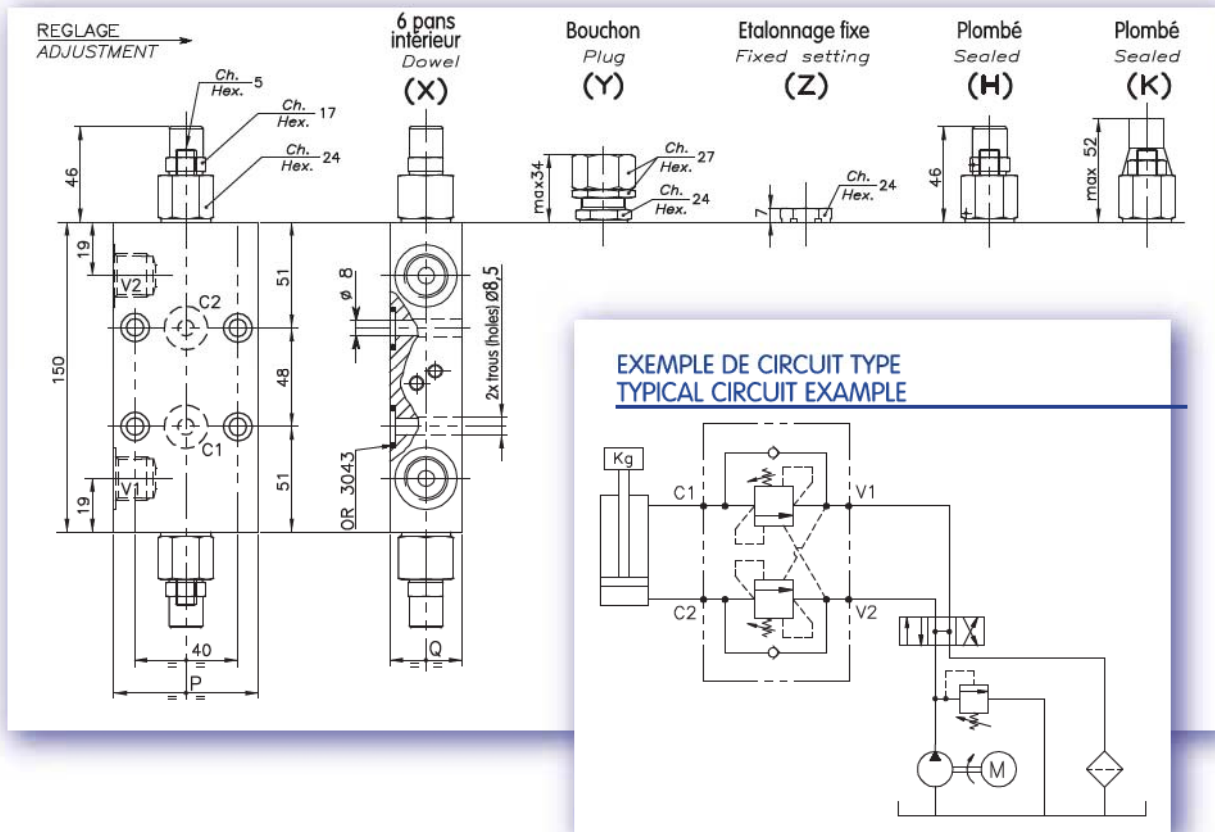 REGLAGE
ADJUSTMENT
6 pans
intérieur
Dowel
(X)
Bouchon
Plug
(Y)
Etalonnage fixe
Fixed setting
(Z)
Plombé
Sealed
(H)
Plombé
Sealed
(K)
Ch.
Hex. 5
Ch.
Hex. 17
Ch.
Hex. 24
46
max34
Ch.
Hex. 27
Ch.
Hex. 24
7
Ch.
Hex. 24
46
max 52
19
V2
C2
51
ø 8
2x trous (holes) Ø8,5
150
48
C1
V1
19
51
OR 3043
40
P
Q
EXEMPLE DE CIRCUIT TYPE
TYPICAL CIRCUIT EXAMPLE
Kg
C1
V1
C2
V2
M